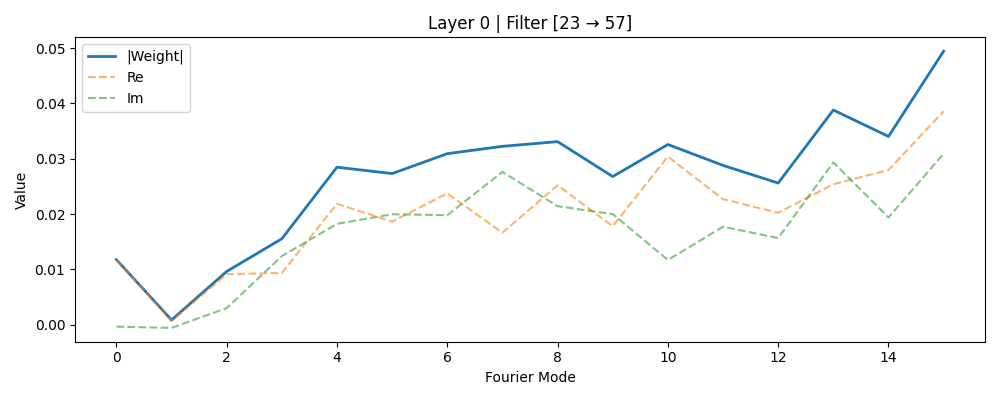 Layer 0 | Filter [23 → 57]
|Weight|
Re
Im
Value
0.05
0.04
0.03
0.02
0.01
0.00
0 2 4 6 8 10 12 14
Fourier Mode